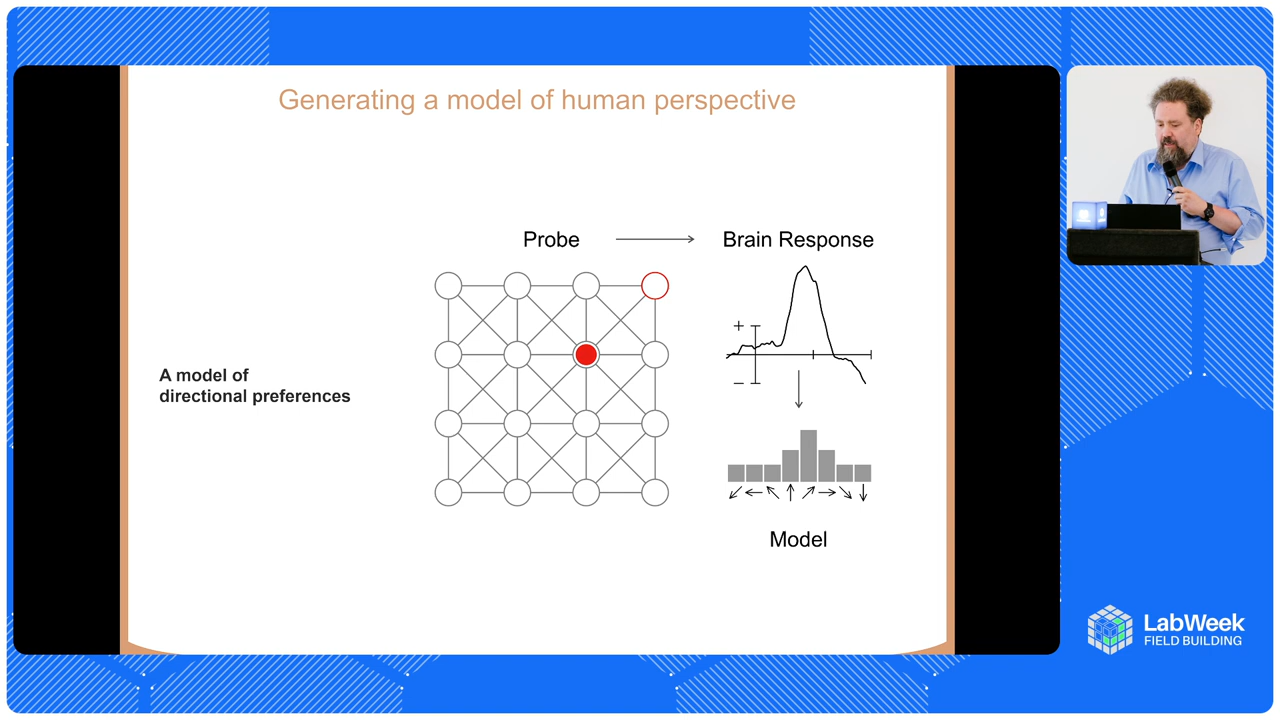 Generating a model of human perspective
Probe
Brain Response
A model of
directional preferences
+
−
Model
LabWeek
FIELD BUILDING